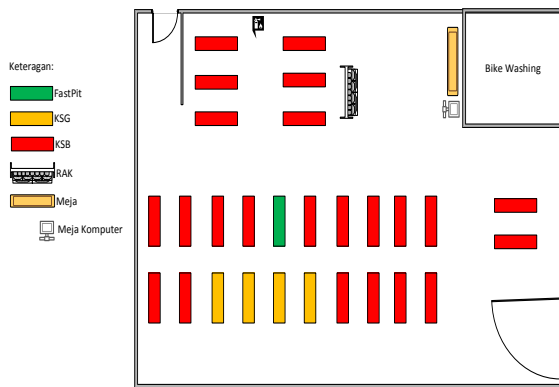 Keteragan:
FastPit
KSG
KSB
RAK
Meja
Meja Komputer
Bike Washing